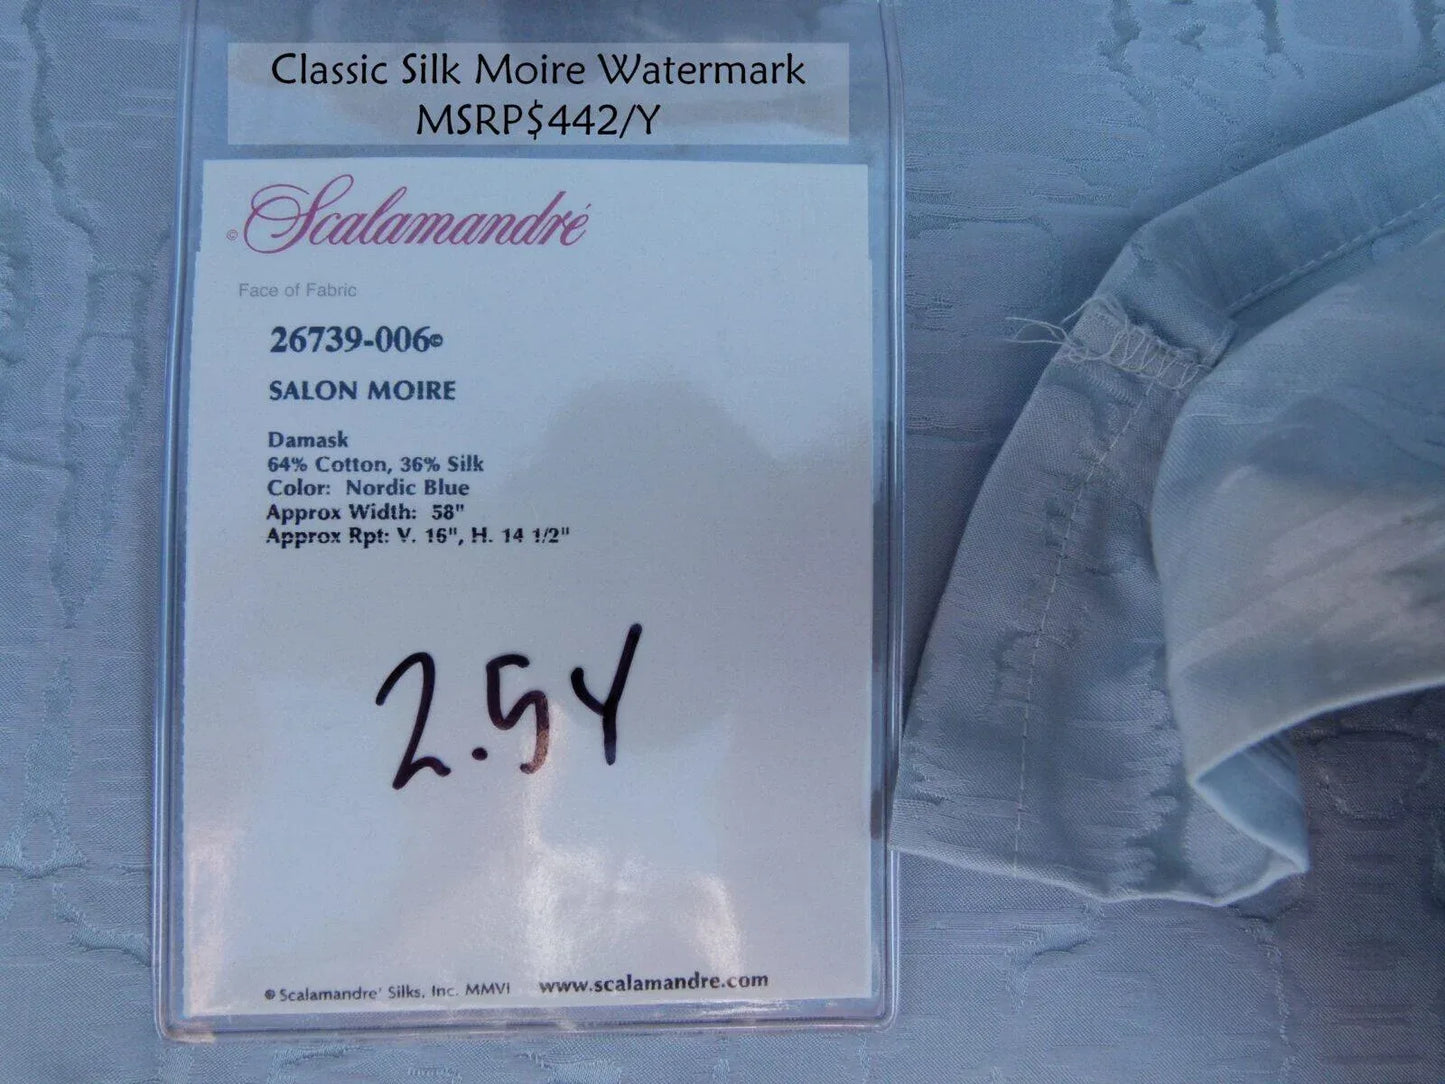 Classic Silk Moire Watermark
MSRP$442/Y
© Scalamandré
Face of Fabric
26739-006©
SALON MOIRE
Damask
64% Cotton, 36% Silk
Color: Nordic Blue
Approx Width: 58"
Approx Rpt: V. 16", H. 14 1/2"
2.5Y
© Scalamandre' Silks, Inc. MMVI www.scalamandre.com